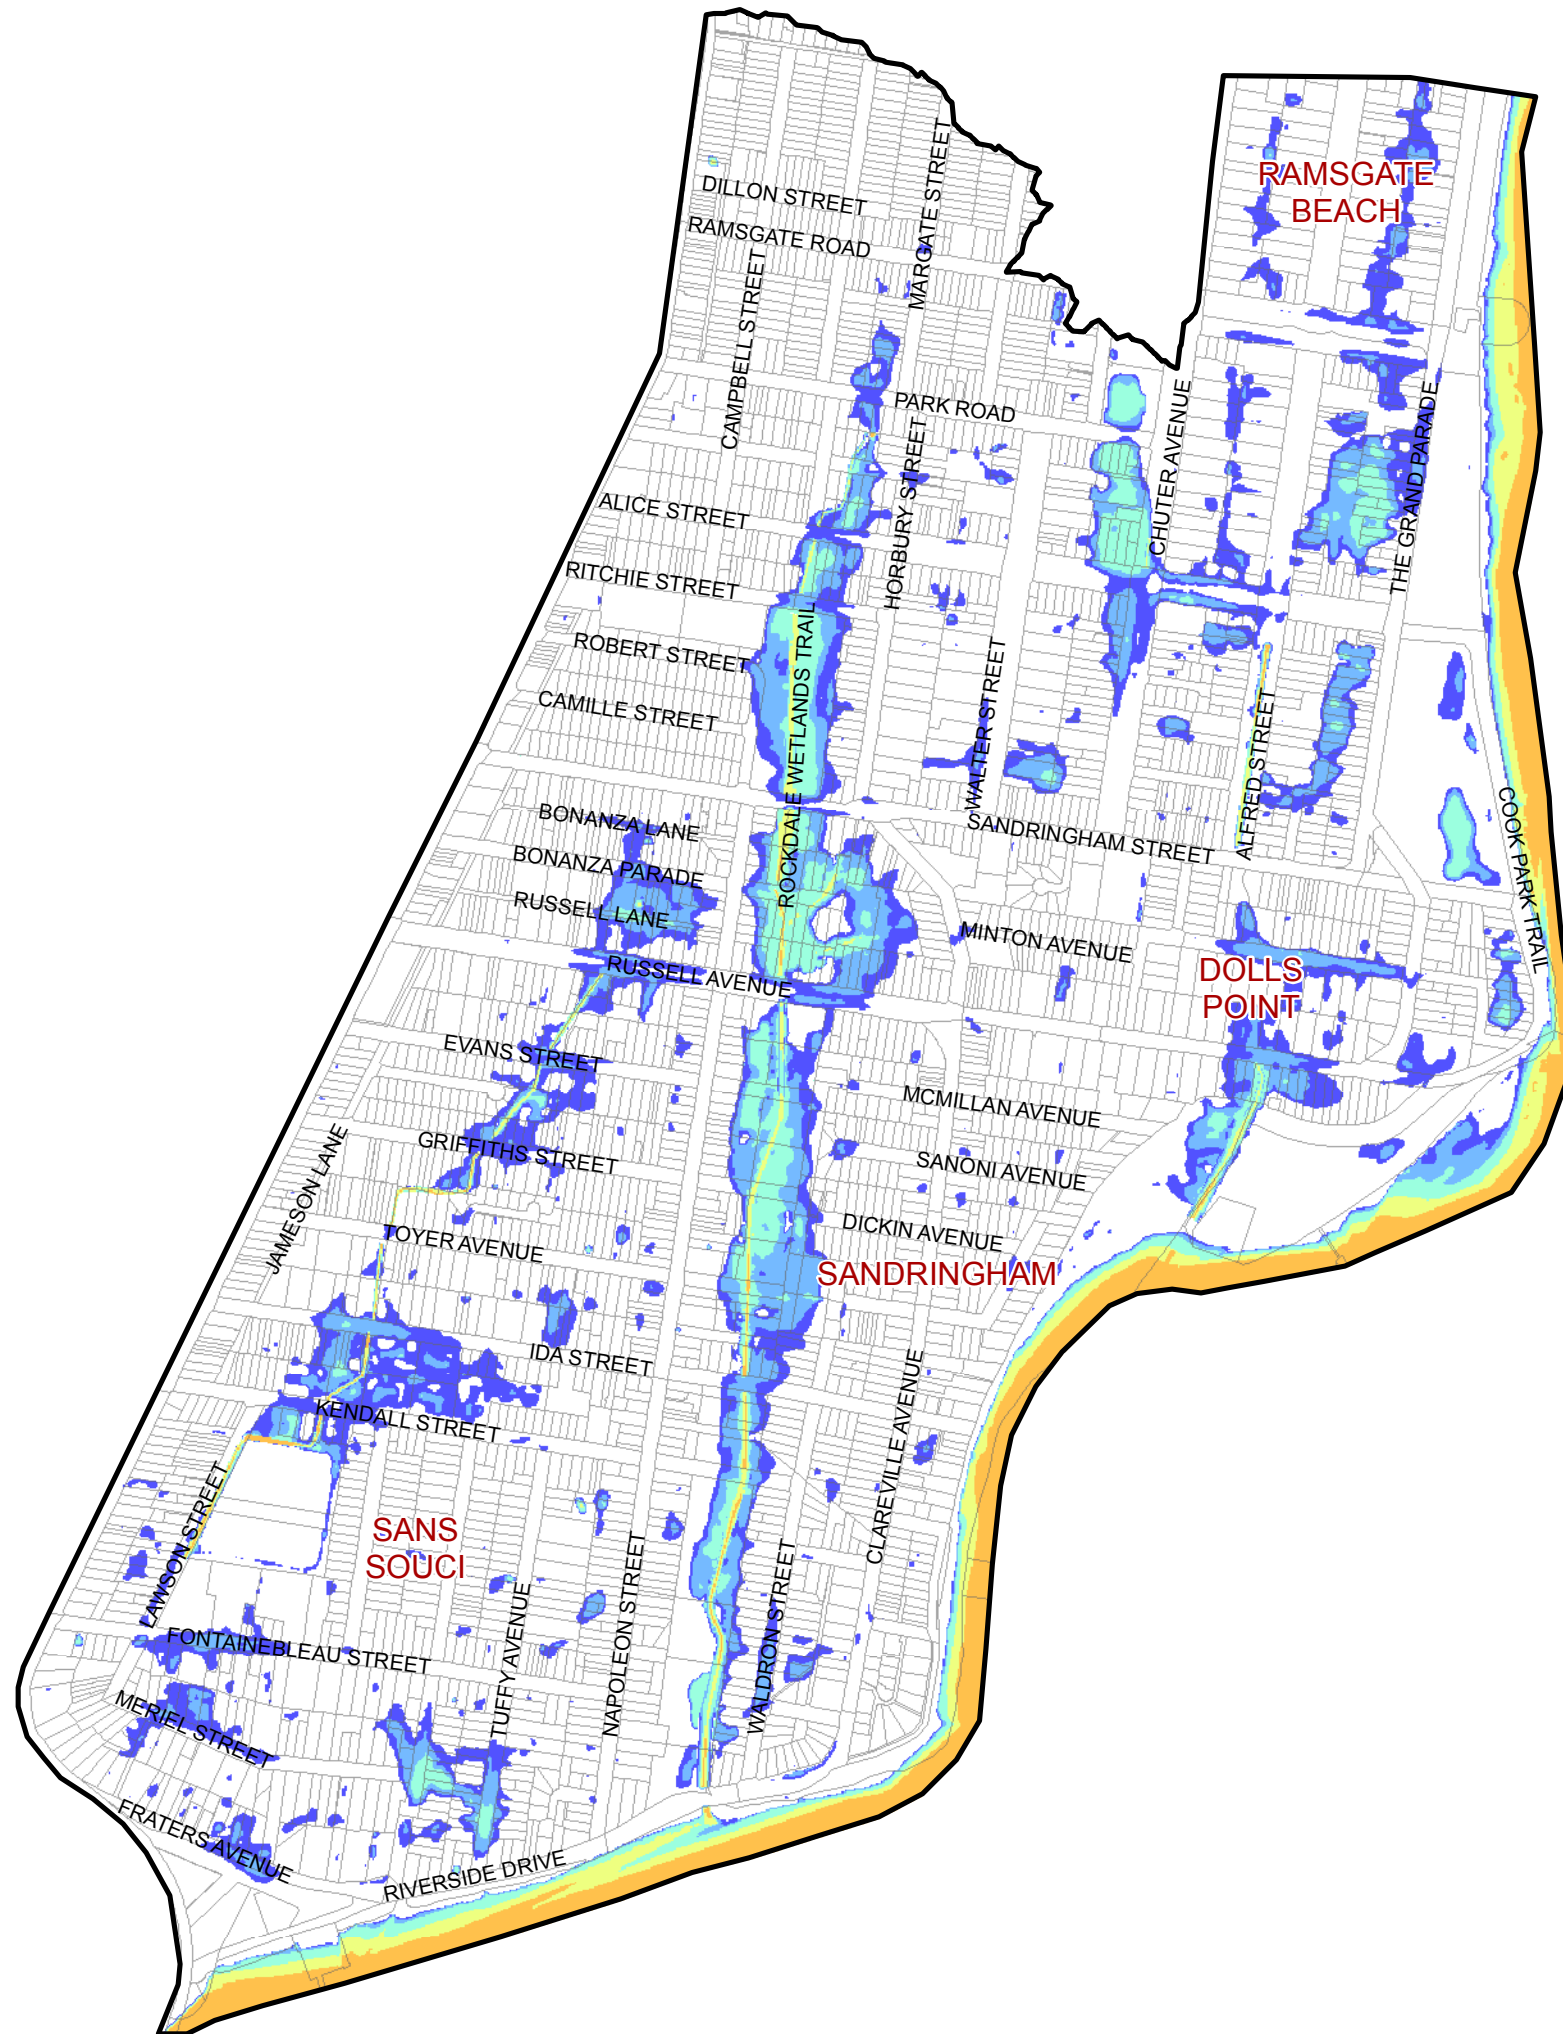 RAMSGATE
BEACH
MARGATE STREET
DILLON STREET
RAMSGATE ROAD
CAMPBELL STREET
PARK ROAD
CHUTER AVENUE
THE GRAND PARADE
HORBURY STREET
ALICE STREET
RITCHIE STREET
ROBERT STREET
CAMILLE STREET
ROCKDALE WETLANDS TRAIL
WALTER STREET
ALFRED STREET
COOK PARK TRAIL
BONANZA LANE
SANDRINGHAM STREET
BONANZA PARADE
RUSSELL LANE
MINTON AVENUE
RUSSELL AVENUE
DOLLS
POINT
EVANS STREET
MCMILLAN AVENUE
GRIFFITHS STREET
JAMESON LANE
SANONI AVENUE
TOYER AVENUE
DICKIN AVENUE
SANDRINGHAM
IDA STREET
KENDALL STREET
CLAREVILLE AVENUE
LAWSON STREET
SANS
SOUCI
NAPOLEON STREET
WALDRON STREET
TUFFY AVENUE
FONTAINEBLEAU STREET
MERIEL STREET
FRATERS AVENUE
RIVERSIDE DRIVE